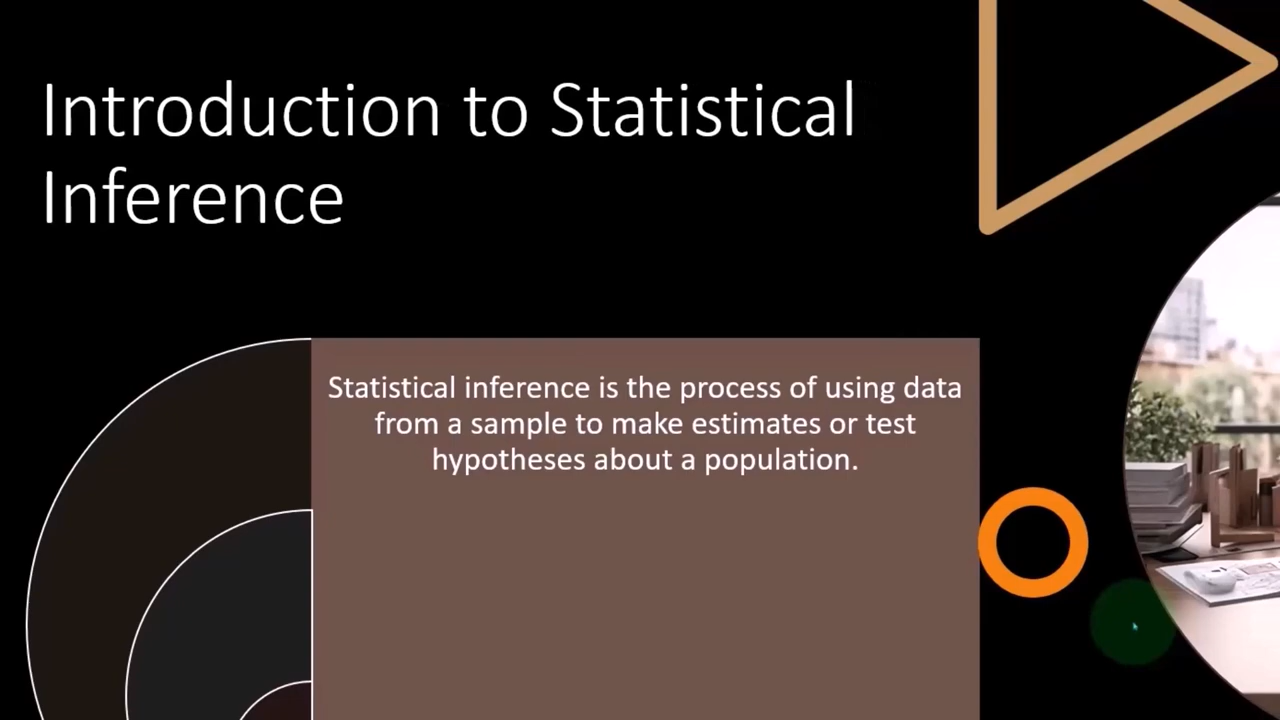 Introduction to Statistical
Inference
Statistical inference is the process of using data
from a sample to make estimates or test
hypotheses about a population.